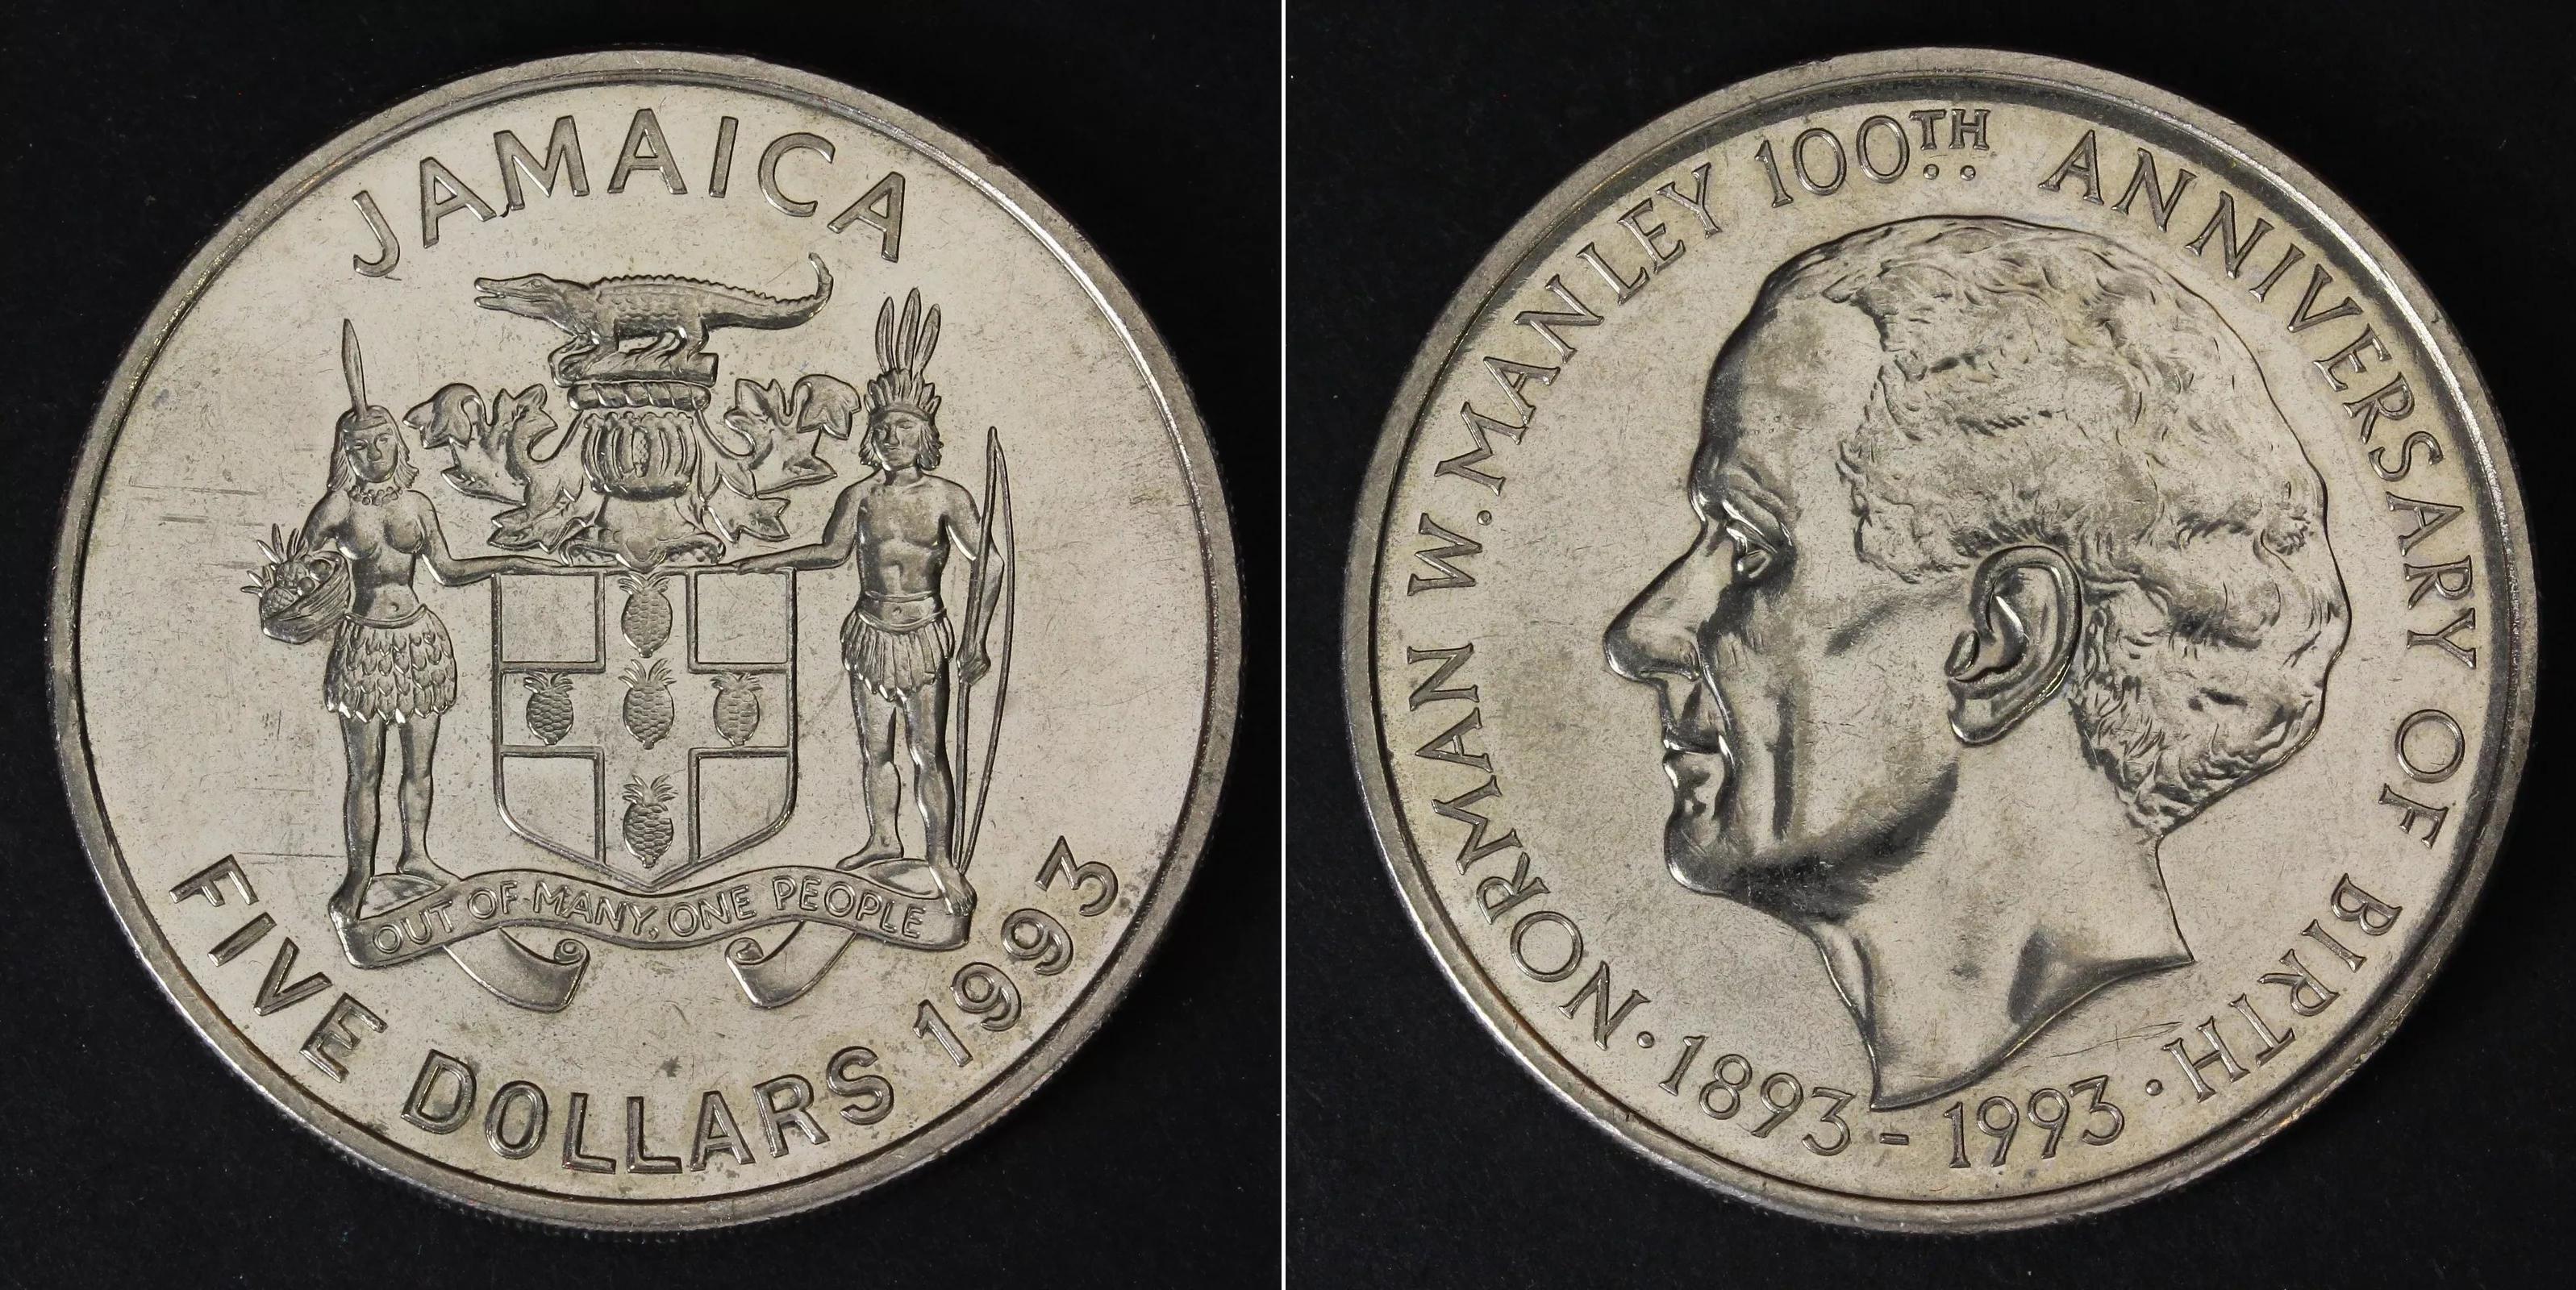 JAMAICA
OUT OF MANY, ONE PEOPLE
FIVE DOLLARS 1993
NORMAN W. MANLEY 100TH ANNIVERSARY OF BIRTH
· 1893 - 1993 ·